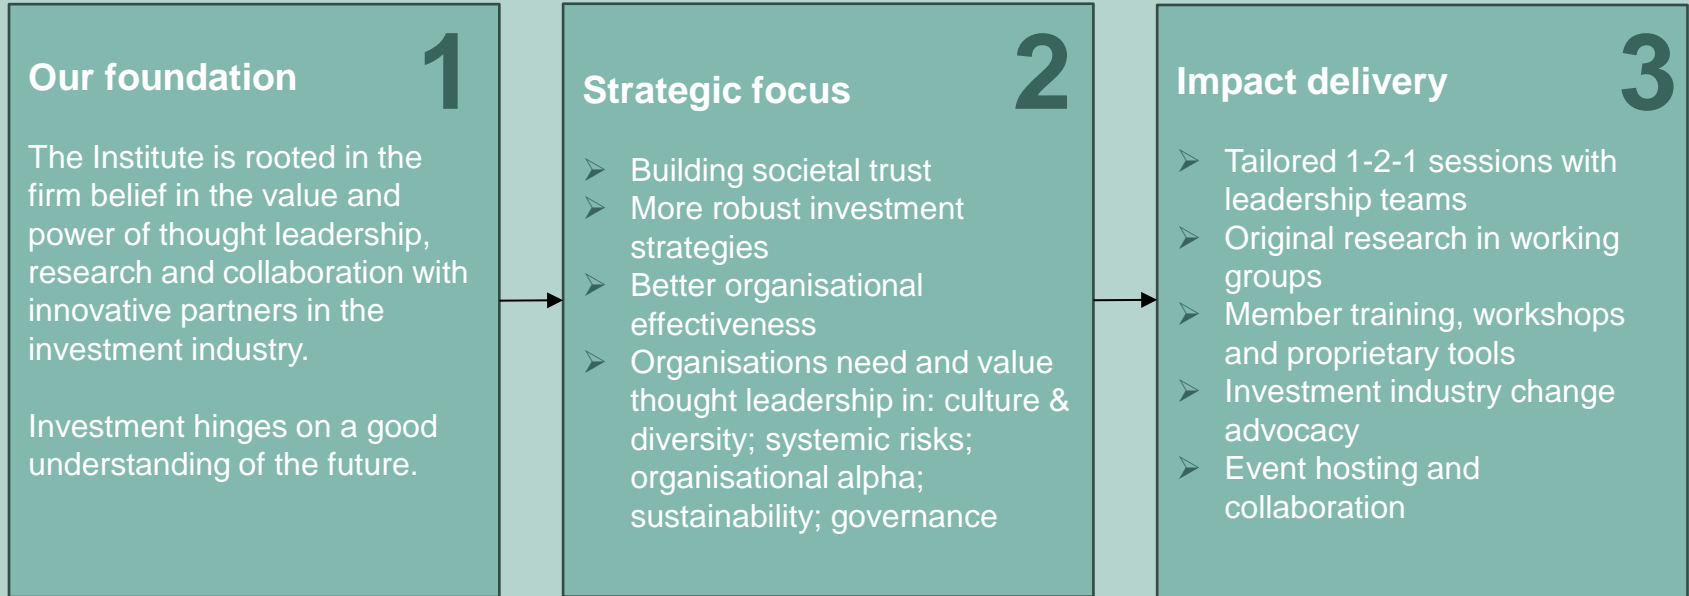 1
Our foundation
The Institute is rooted in the
firm belief in the value and
power of thought leadership,
research and collaboration with
innovative partners in the
investment industry.
Investment hinges on a good
understanding of the future.
2
Strategic focus
➢ Building societal trust
➢ More robust investment
strategies
➢ Better organisational
effectiveness
➢ Organisations need and value
thought leadership in: culture &
diversity; systemic risks;
organisational alpha;
sustainability; governance
3
Impact delivery
➢ Tailored 1-2-1 sessions with
leadership teams
➢ Original research in working
groups
➢ Member training, workshops
and proprietary tools
➢ Investment industry change
advocacy
➢ Event hosting and
collaboration